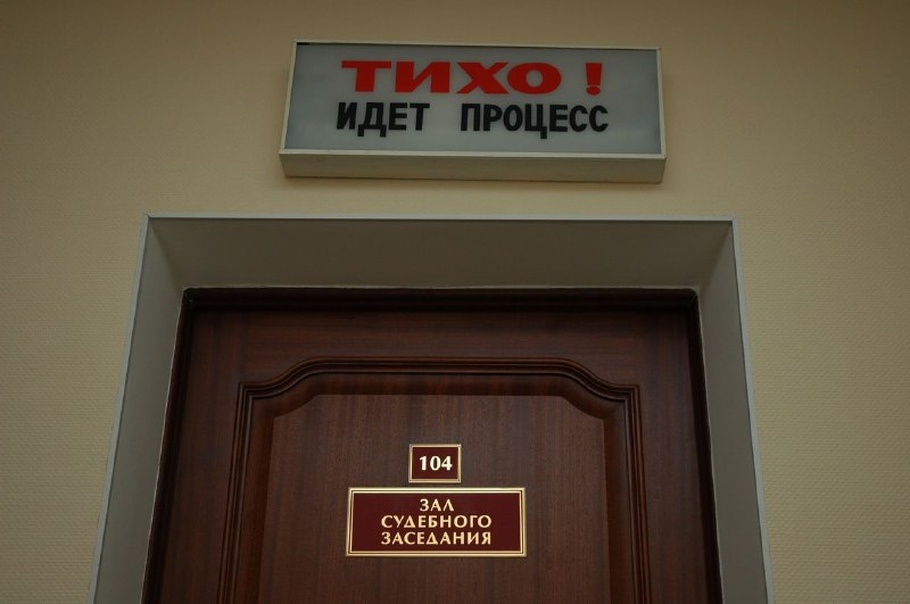 ТИХО !
ИДЕТ ПРОЦЕСС
104
ЗАЛ
СУДЕБНОГО
ЗАСЕДАНИЯ